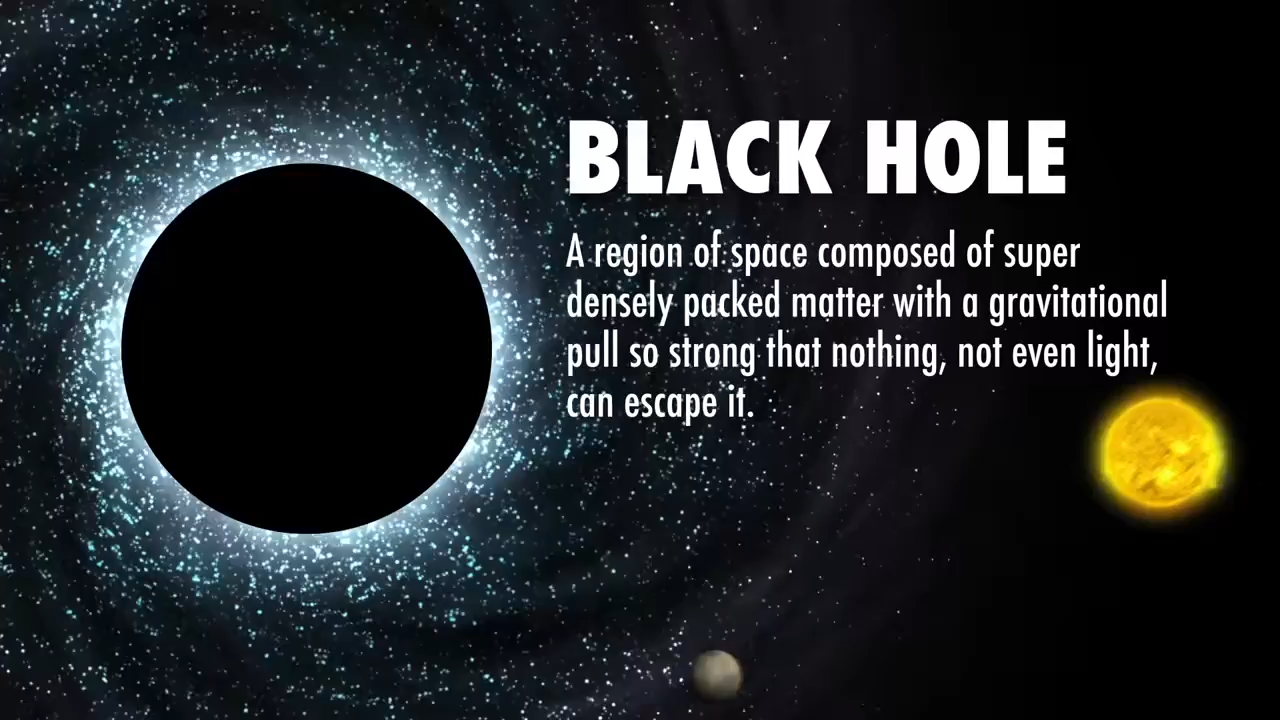 BLACK HOLE
A region of space composed of super
densely packed matter with a gravitational
pull so strong that nothing, not even light,
can escape it.